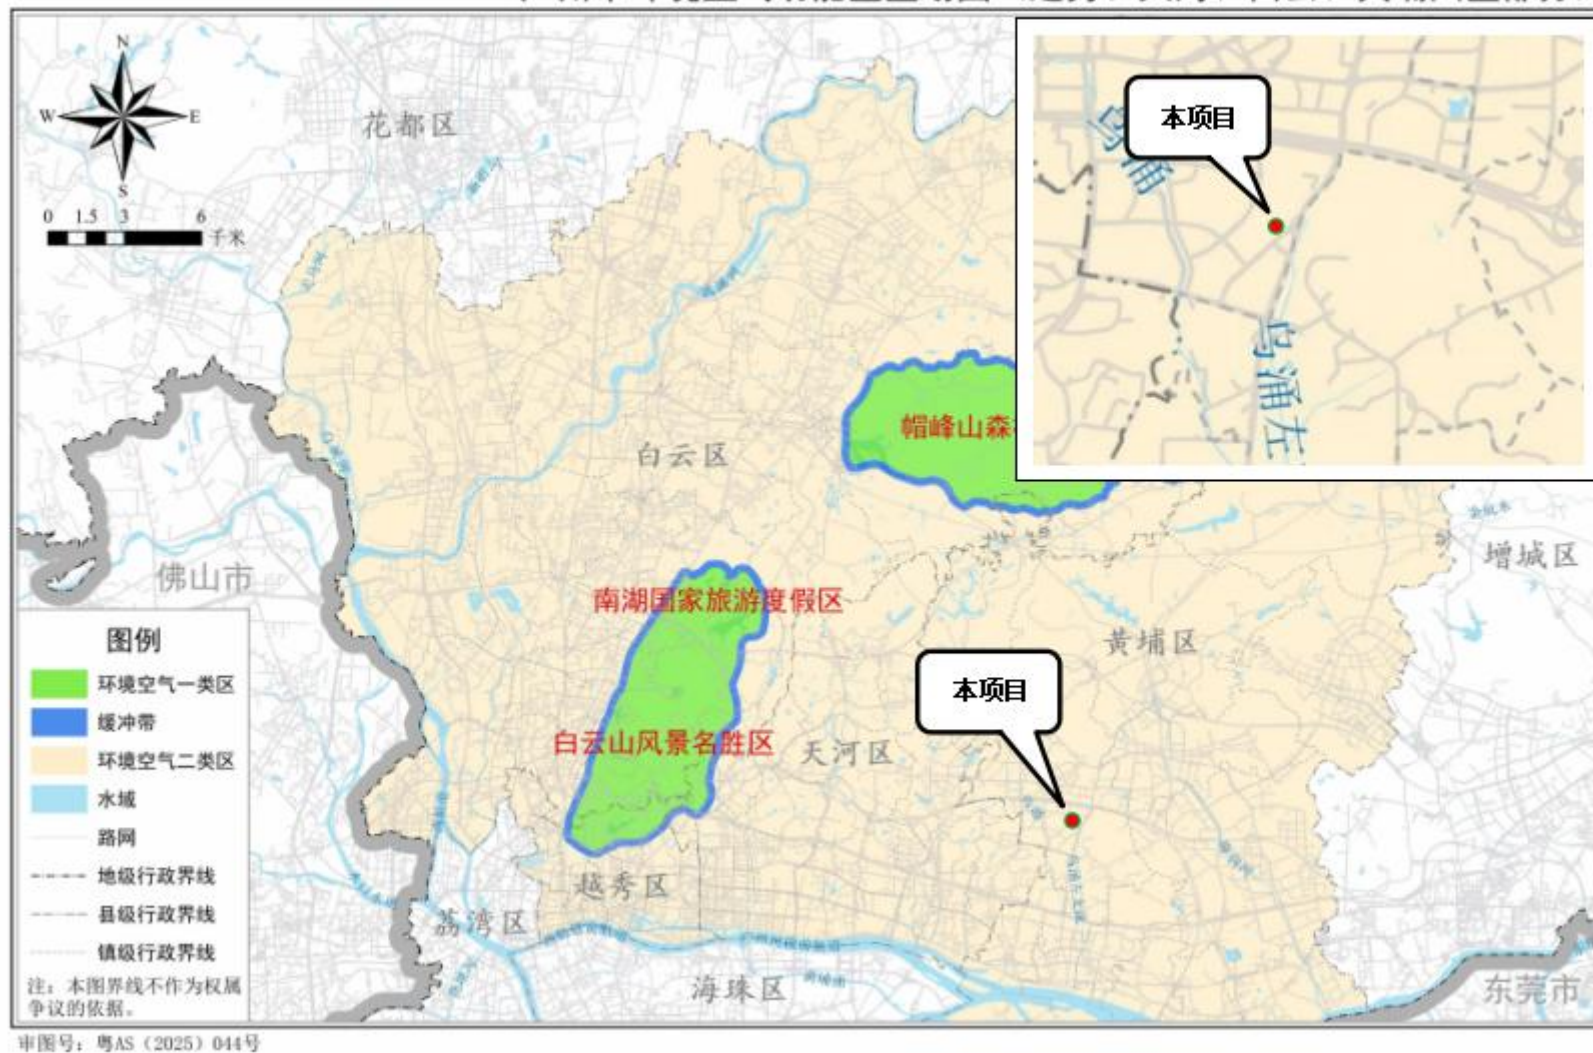 N
W
E
S
0 1.5 3 6
千米
花都区
本项目
乌涌
乌涌左
帽峰山森
白云区
佛山市
增城区
南湖国家旅游度假区
黄埔区
本项目
白云山风景名胜区
天河区
越秀区
荔湾区
海珠区
东莞市
图例
环境空气一类区
缓冲带
环境空气二类区
水域
路网
地级行政界线
县级行政界线
镇级行政界线
注：本图界线不作为权属
争议的依据。
审图号：粤AS（2025）044号